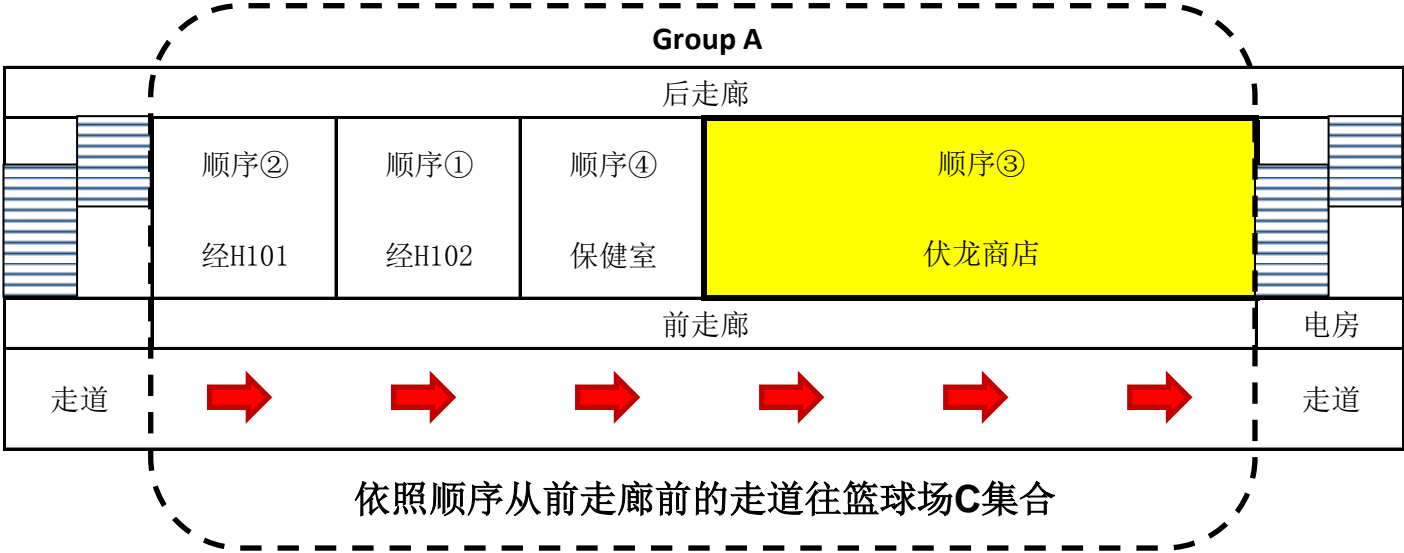 Group A
后走廊
顺序②
顺序①
顺序④
顺序③
经H101
经H102
保健室
伏龙商店
前走廊
电房
走道
走道
依照顺序从前走廊前的走道往篮球场C集合